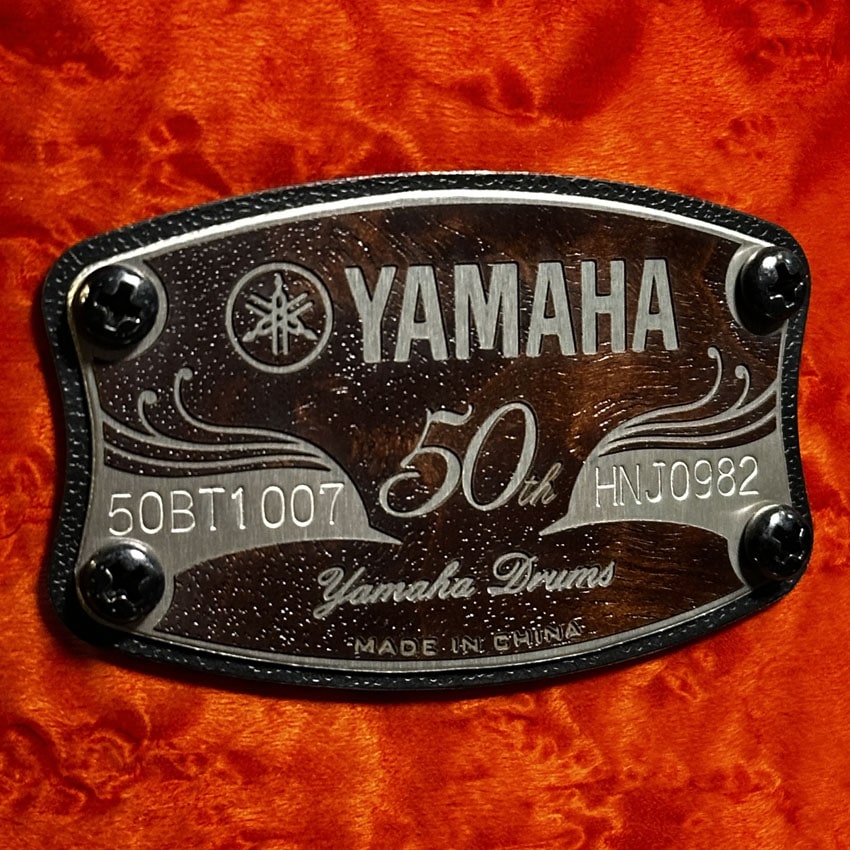 YAMAHA
50th
50BT1007
HNJ0982
Yamaha Drums
MADE IN CHINA